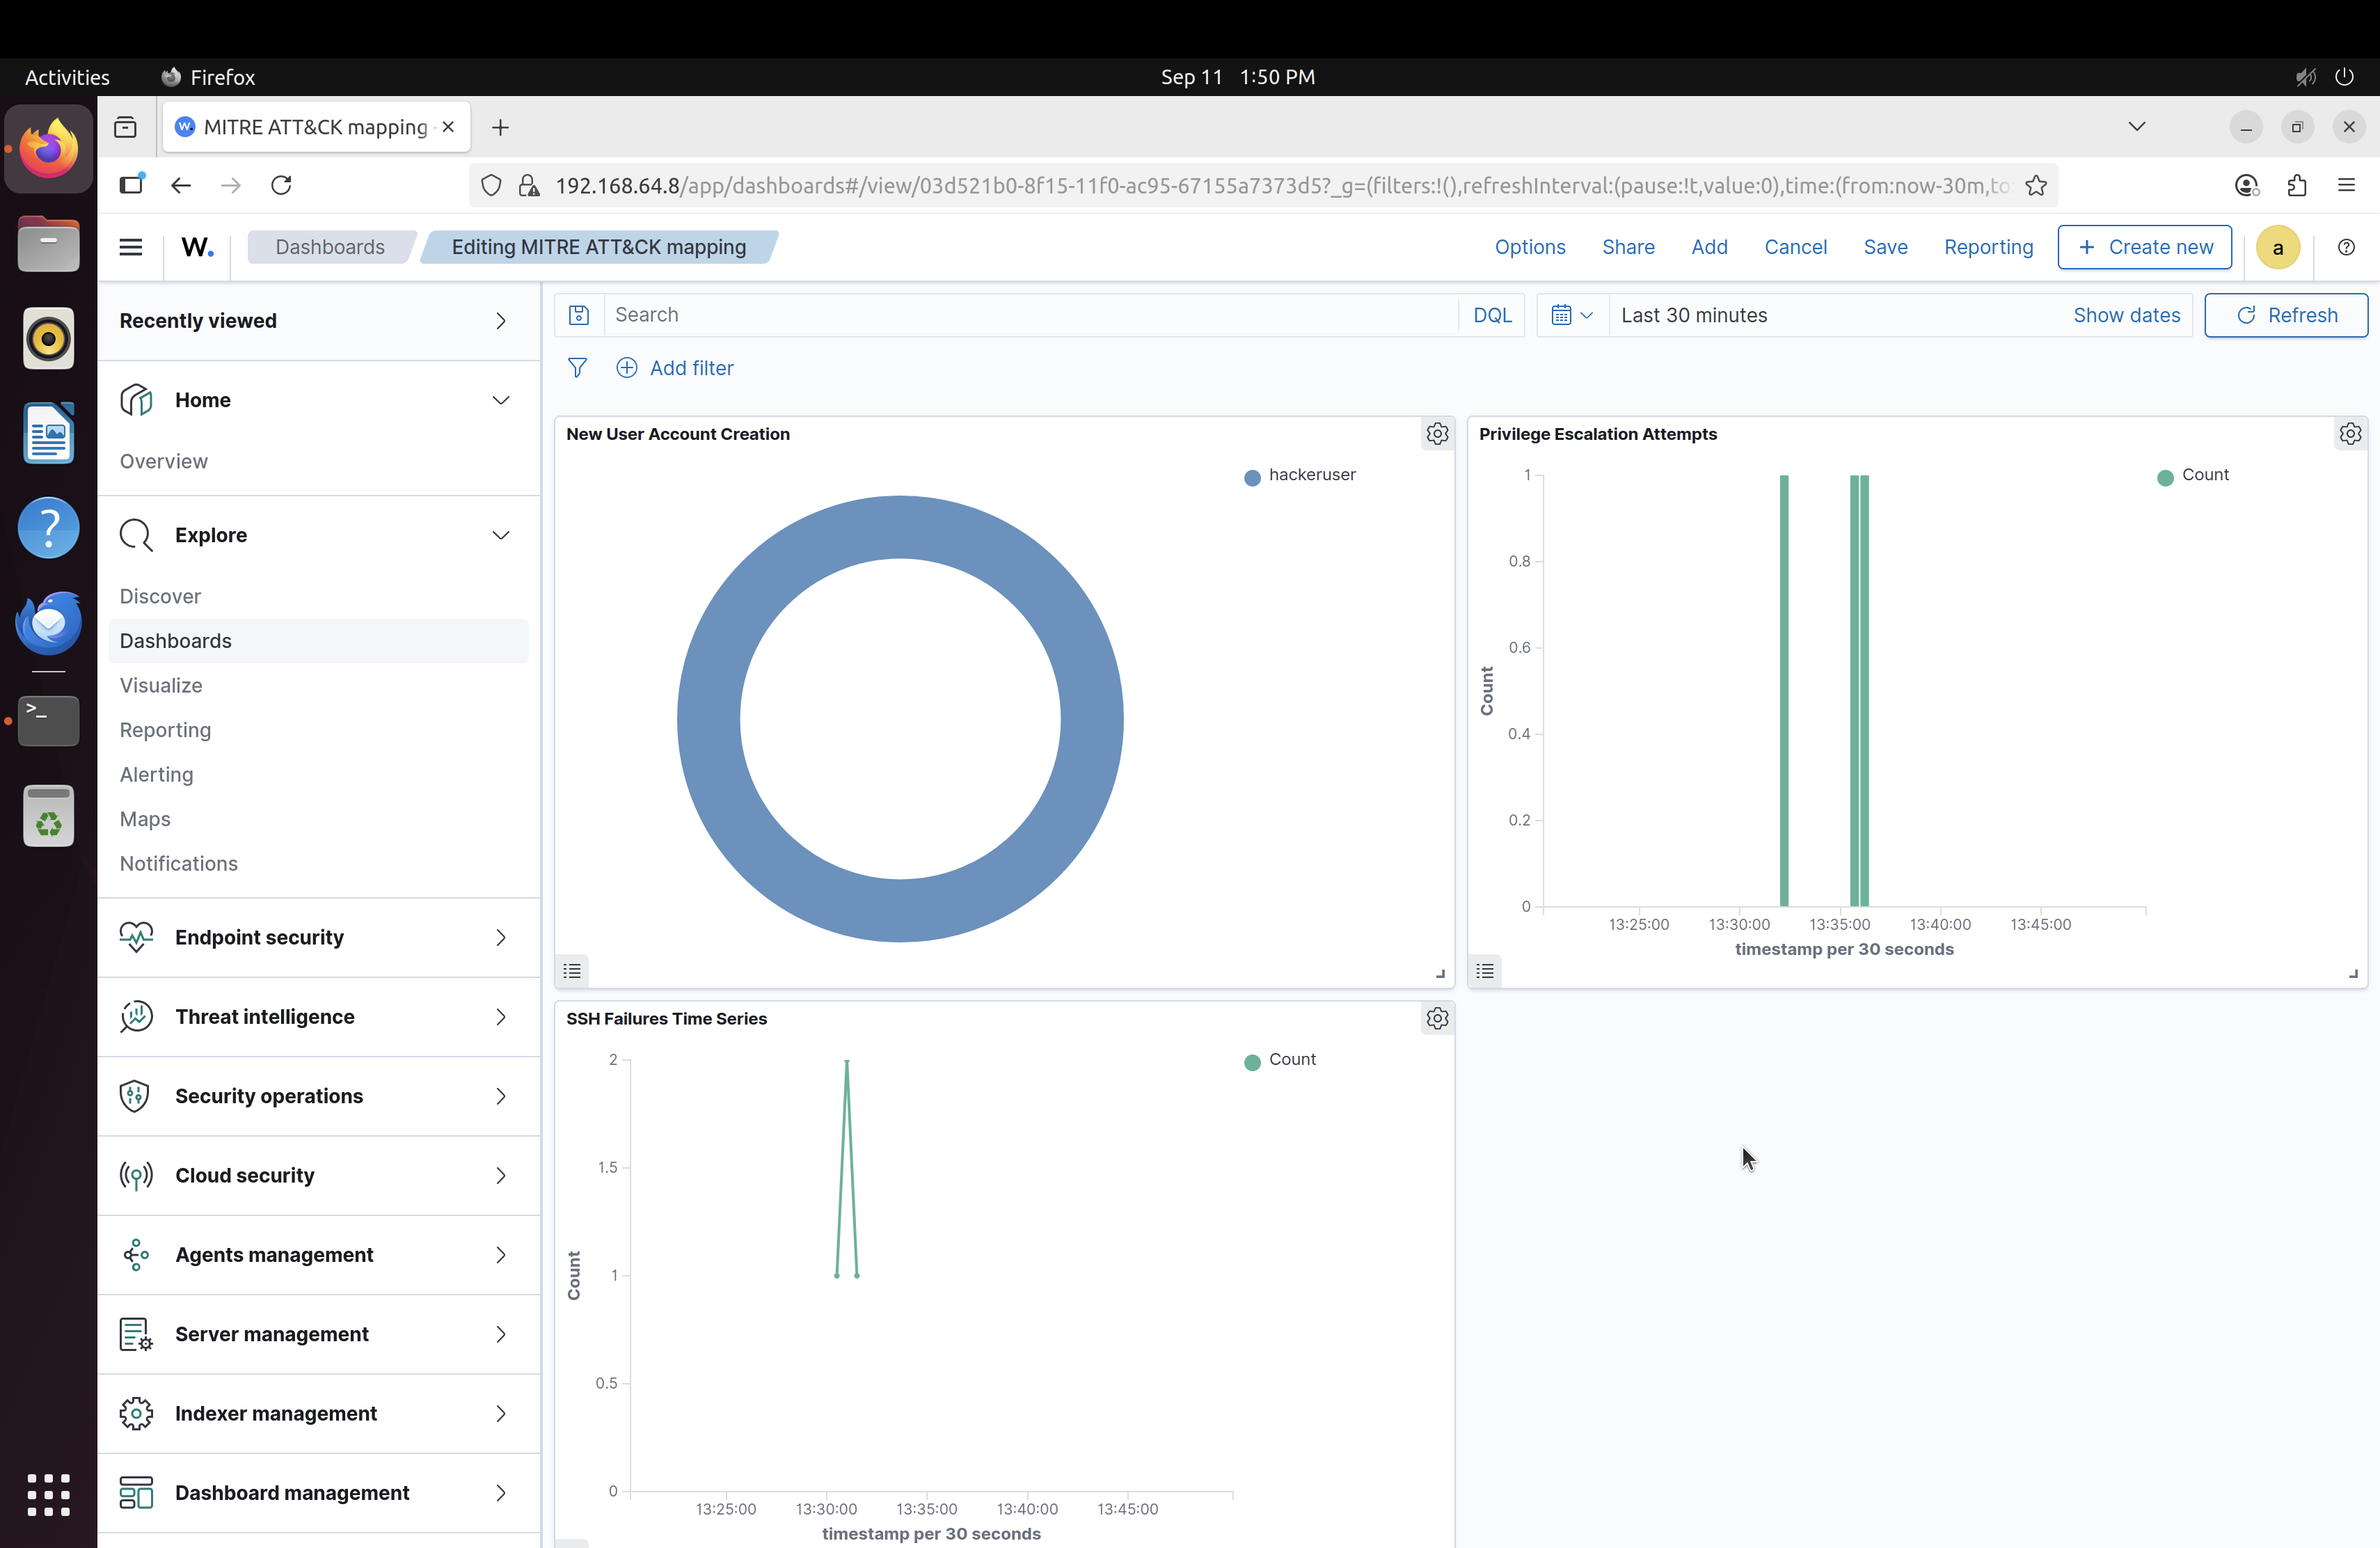 Activities Firefox Sep 11 1:50 PM
MITRE ATT&CK mapping
192.168.64.8/app/dashboards#/view/03d521b0-8f15-11f0-ac95-67155a7373d5?_g=(filters:!(),refreshInterval:(pause:!t,value:0),time:(from:now-30m,to
W. Dashboards Editing MITRE ATT&CK mapping Options Share Add Cancel Save Reporting Create new a
Recently viewed
Home
Overview
Explore
Discover
Dashboards
Visualize
Reporting
Alerting
Maps
Notifications
Endpoint security
Threat intelligence
Security operations
Cloud security
Agents management
Server management
Indexer management
Dashboard management
Search DQL Last 30 minutes Show dates Refresh
Add filter
New User Account Creation
hackeruser
Privilege Escalation Attempts
Count
1
0.8
0.6
0.4
0.2
0
Count
13:25:00 13:30:00 13:35:00 13:40:00 13:45:00
timestamp per 30 seconds
SSH Failures Time Series
Count
2
1.5
1
0.5
0
Count
13:25:00 13:30:00 13:35:00 13:40:00 13:45:00
timestamp per 30 seconds